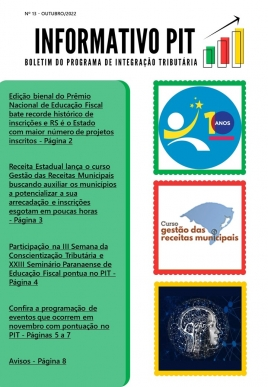 Nº 13 - OUTUBRO/2022
INFORMATIVO PIT
BOLETIM DO PROGRAMA DE INTEGRAÇÃO TRIBUTÁRIA
Edição bienal do Prêmio
Nacional de Educação Fiscal
bate recorde histórico de
inscrições e RS é o Estado
com maior número de projetos
inscritos - Página 2
Receita Estadual lança o curso
Gestão das Receitas Municipais
buscando auxiliar os municípios
a potencializar a sua
arrecadação e inscrições
esgotam em poucas horas
- Página 3
Participação na III Semana da
Conscientização Tributária e
XXIII Seminário Paranaense de
Educação Fiscal pontua no PIT -
Página 4
Confira a programação de
eventos que ocorrem em
novembro com pontuação
no PIT - Páginas 5 a 7
Avisos - Página 8
10
ANOS
Curso
gestão das
receitas municipais